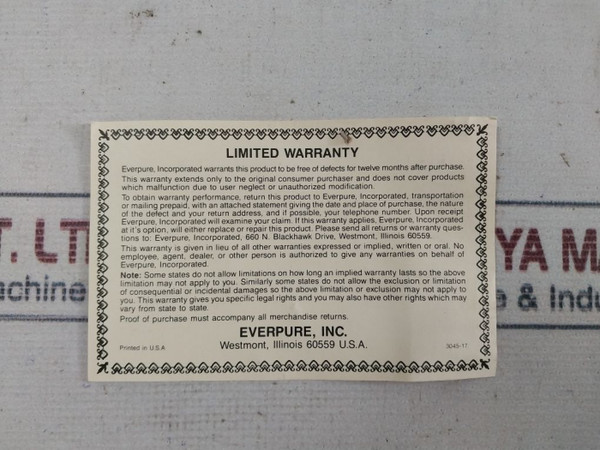 LIMITED WARRANTY
Everpure, Incorporated warrants this product to be free of defects for twelve months after purchase.
This warranty extends only to the original consumer purchaser and does not cover products
which malfunction due to user neglect or unauthorized modification.
To obtain warranty performance, return this product to Everpure, Incorporated, transportation
or mailing prepaid, with an attached statement giving the date and place of purchase, the nature
of the defect and your return address, and if possible, your telephone number. Upon receipt
Everpure, Incorporated will examine your claim. If this warranty applies, Everpure, Incorporated
at it's option, will either replace or repair this product. Please send all returns or warranty ques-
tions to: Everpure, Incorporated, 660 N. Blackhawk Drive, Westmont, Illinois 60559.
This warranty is given in lieu of all other warranties expressed or implied, written or oral. No
employee, agent, dealer, or other person is authorized to give any warranties on behalf of
Everpure, Incorporated.
Note: Some states do not allow limitations on how long an implied warranty lasts so the above
limitation may not apply to you. Similarly some states do not allow the exclusion or limitation
of consequential or incidental damages so the above limitation or exclusion may not apply to
you. This warranty gives you specific legal rights and you may also have other rights which may
vary from state to state.
Proof of purchase must accompany all merchandise returns.
EVERPURE, INC.
Westmont, Illinois 60559 U.S.A.
Printed in U.S.A
3045-17
T. LT
YA MA
achine
& Indu